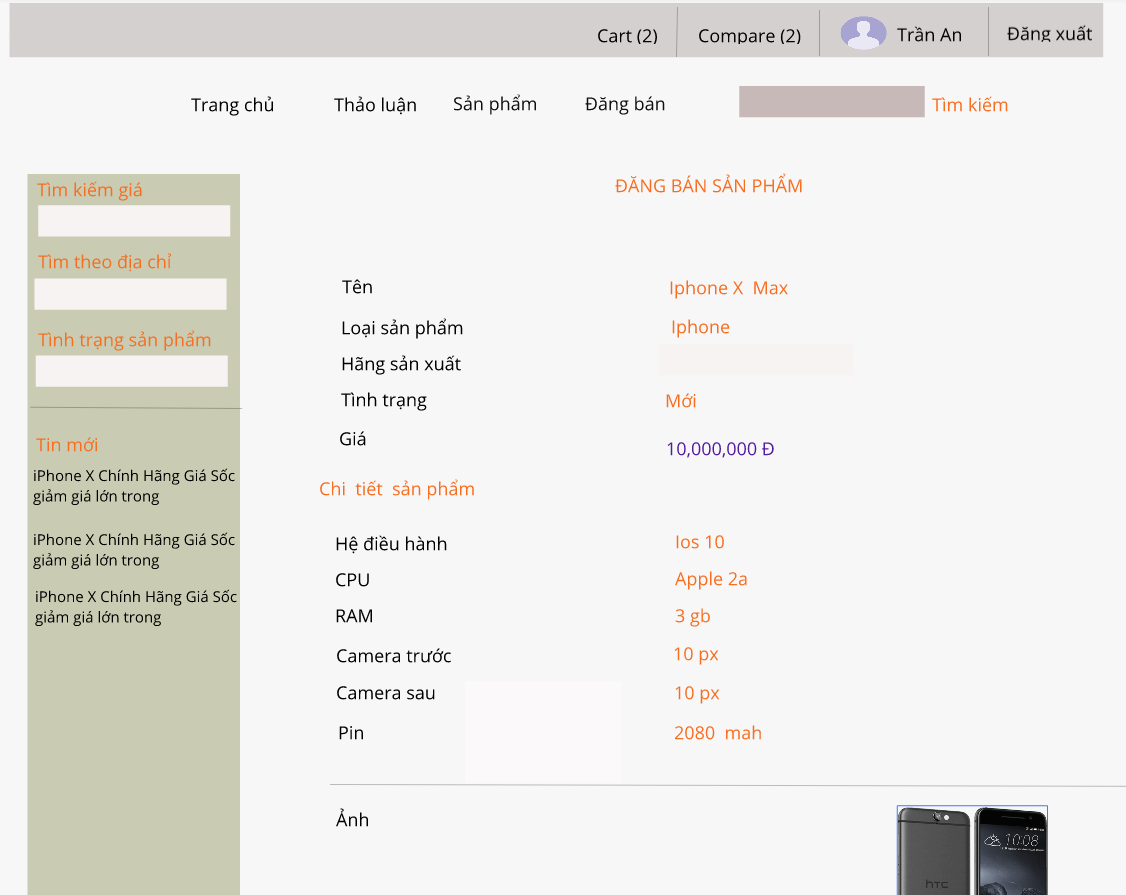 Cart (2)
Compare (2)
Trần An
Đăng xuất
Trang chủ
Thảo luận
Sản phẩm
Đăng bán
Tìm kiếm
Tìm kiếm giá
Tìm theo địa chỉ
Tình trạng sản phẩm
Tin mới
iPhone X Chính Hãng Giá Sốc
giảm giá lớn trong
iPhone X Chính Hãng Giá Sốc
giảm giá lớn trong
iPhone X Chính Hãng Giá Sốc
giảm giá lớn trong
ĐĂNG BÁN SẢN PHẨM
Tên
Iphone X Max
Loại sản phẩm
Iphone
Hãng sản xuất
Tình trạng
Mới
Giá
10,000,000 Đ
Chi tiết sản phẩm
Hệ điều hành
Ios 10
CPU
Apple 2a
RAM
3 gb
Camera trước
10 px
Camera sau
10 px
Pin
2080 mah
Ảnh
10:08
hTC